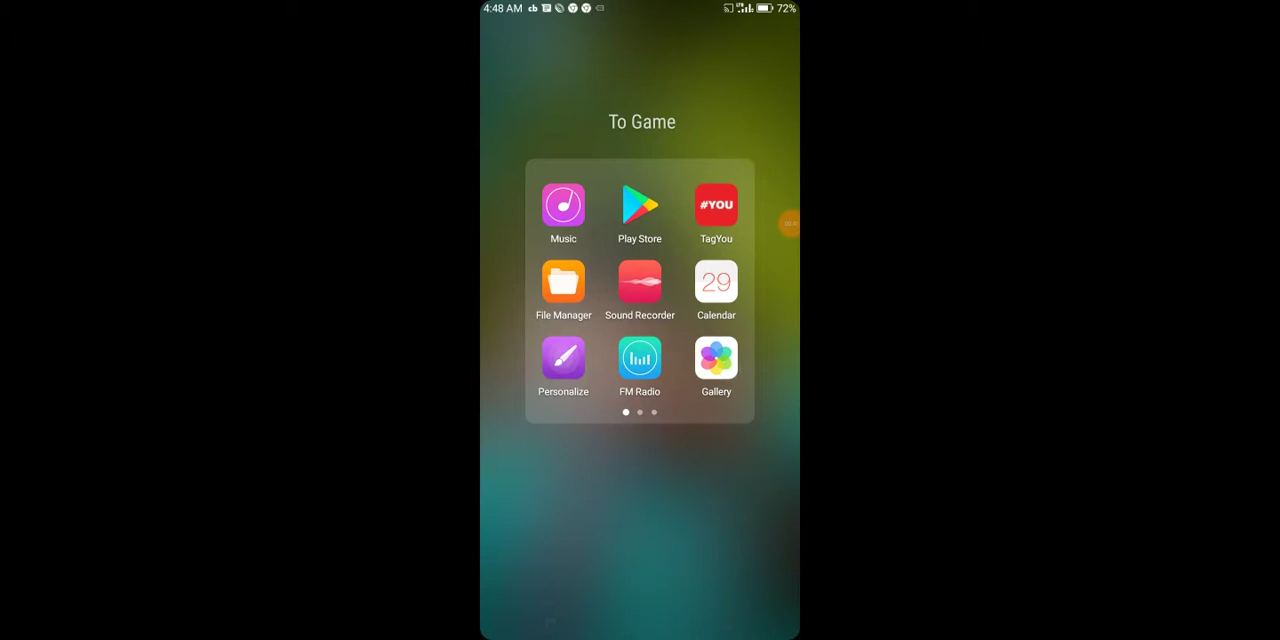 4:48 AM cb 72%
To Game
#YOU
Music Play Store TagYou
29
File Manager Sound Recorder Calendar
Personalize FM Radio Gallery